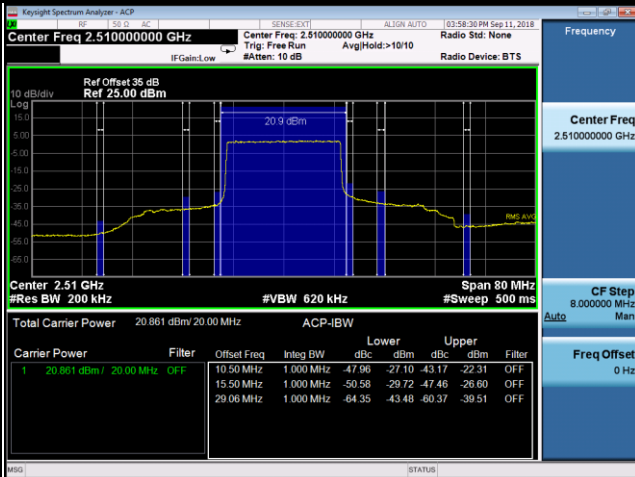 Keysight Spectrum Analyzer - ACP
RF 50 Ω AC SENSE:EXT ALIGN AUTO 03:58:30 PM Sep 11, 2018
Center Freq 2.510000000 GHz
Center Freq: 2.510000000 GHz
Radio Std: None
Trig: Free Run Avg|Hold:>10/10
IFGain:Low #Atten: 10 dB Radio Device: BTS
Frequency
Ref Offset 35 dB
10 dB/div Ref 25.00 dBm
Log
15.0
5.00
-5.00
-15.0
-25.0
-35.0
-45.0
-55.0
-65.0
20.9 dBm
RMS AVG
Center 2.51 GHz Span 80 MHz
#Res BW 200 kHz #VBW 620 kHz #Sweep 500 ms
Center Freq
2.510000000 GHz
CF Step
8.000000 MHz
Auto Man
Freq Offset
0 Hz
Total Carrier Power 20.861 dBm/ 20.00 MHz ACP-IBW
Lower Upper
Carrier Power Filter Offset Freq Integ BW dBc dBm dBc dBm Filter
1 20.861 dBm / 20.00 MHz OFF 10.50 MHz 1.000 MHz -47.96 -27.10 -43.17 -22.31 OFF
15.50 MHz 1.000 MHz -50.58 -29.72 -47.46 -26.60 OFF
29.06 MHz 1.000 MHz -64.35 -43.48 -60.37 -39.51 OFF
MSG STATUS